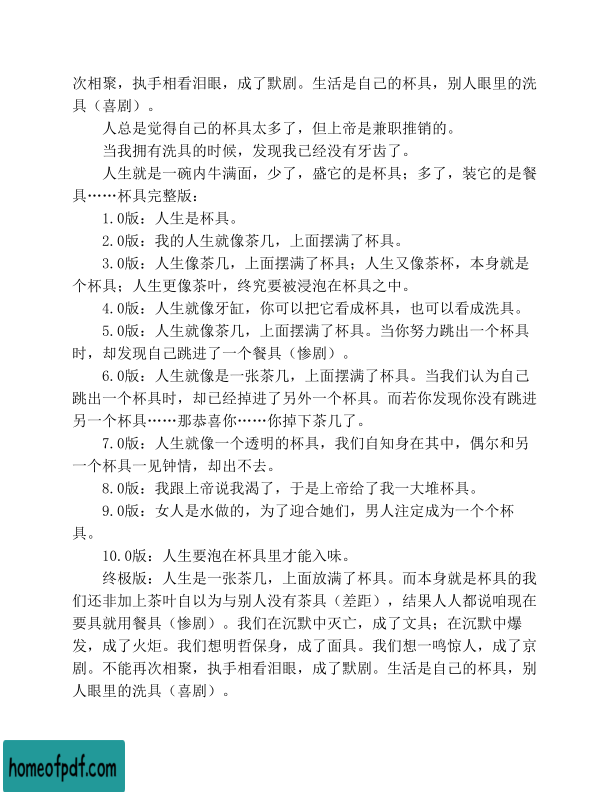 次相聚，执手相看泪眼，成了默剧。生活是自己的杯具，别人眼里的洗
具（喜剧）。
人总是觉得自己的杯具太多了，但上帝是兼职推销的。
当我拥有洗具的时候，发现我已经没有牙齿了。
人生就是一碗内牛满面，少了，盛它的是杯具；多了，装它的是餐
具……杯具完整版：
1.0版：人生是杯具。
2.0版：我的人生就像茶几，上面摆满了杯具。
3.0版：人生像茶几，上面摆满了杯具；人生又像茶杯，本身就是
个杯具；人生更像茶叶，终究要被浸泡在杯具之中。
4.0版：人生就像牙缸，你可以把它看成杯具，也可以看成洗具。
5.0版：人生就像茶几，上面摆满了杯具。当你努力跳出一个杯具
时，却发现自己跳进了一个餐具（惨剧）。
6.0版：人生就像是一张茶几，上面摆满了杯具。当我们认为自己
跳出一个杯具时，却已经掉进了另外一个杯具。而若你发现你没有跳进
另一个杯具……那恭喜你……你掉下茶几了。
7.0版：人生就像一个透明的杯具，我们自知身在其中，偶尔和另
一个杯具一见钟情，却出不去。
8.0版：我跟上帝说我渴了，于是上帝给了我一大堆杯具。
9.0版：女人是水做的，为了迎合她们，男人注定成为一个个杯
具。
10.0版：人生要泡在杯具里才能入味。
终极版：人生是一张茶几，上面放满了杯具。而本身就是杯具的我
们还非加上茶叶自以为与别人没有茶具（差距），结果人人都说咱现在
要具就用餐具（惨剧）。我们在沉默中灭亡，成了文具；在沉默中爆
发，成了火炬。我们想明哲保身，成了面具。我们想一鸣惊人，成了京
剧。不能再次相聚，执手相看泪眼，成了默剧。生活是自己的杯具，别
人眼里的洗具（喜剧）。
homeofpdf.com